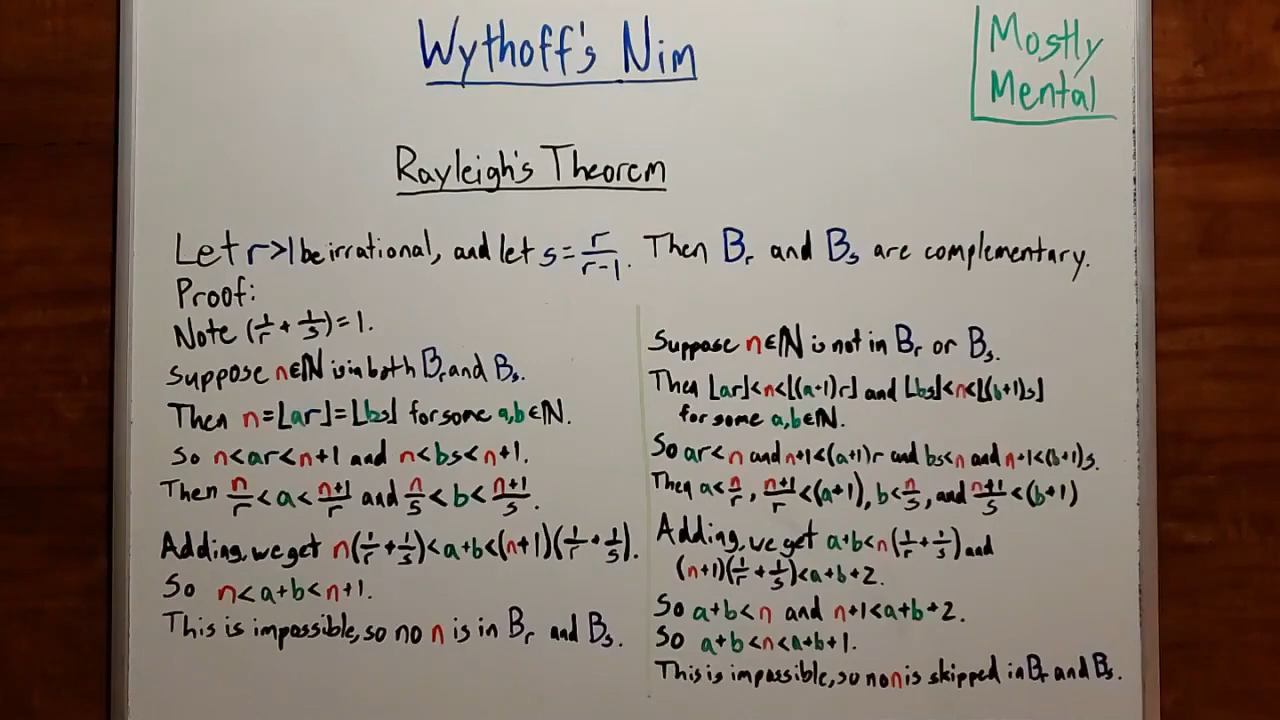 Wythoff's Nim
Mostly
Mental
Rayleigh's Theorem
Let r>1 be irrational, and let s=r/(r-1). Then B_r and B_s are complementary.
Proof:
Note (1/r + 1/s)=1.
Suppose n∈ℕ is in both B_r and B_s.
Then n=⌊ar⌋=⌊bs⌋ for some a,b∈ℕ.
So n<ar<n+1 and n<bs<n+1.
Then n/r<a<(n+1)/r and n/s<b<(n+1)/s.
Adding, we get n(1/r+1/s)<a+b<(n+1)(1/r+1/s).
So n<a+b<n+1.
This is impossible, so no n is in B_r and B_s.
Suppose n∈ℕ is not in B_r or B_s.
Then ⌊ar⌋<n<⌊(a+1)r⌋ and ⌊bs⌋<n<⌊(b+1)s⌋
for some a,b∈ℕ.
So ar<n and n+1<(a+1)r and bs<n and n+1<(b+1)s.
Then a<n/r, (n+1)/r<(a+1), b<n/s, and (n+1)/s<(b+1)
Adding, we get a+b<n(1/r+1/s) and
(n+1)(1/r+1/s)<a+b+2.
So a+b<n and n+1<a+b+2.
So a+b<n<a+b+1.
This is impossible, so no n is skipped in B_r and B_s.